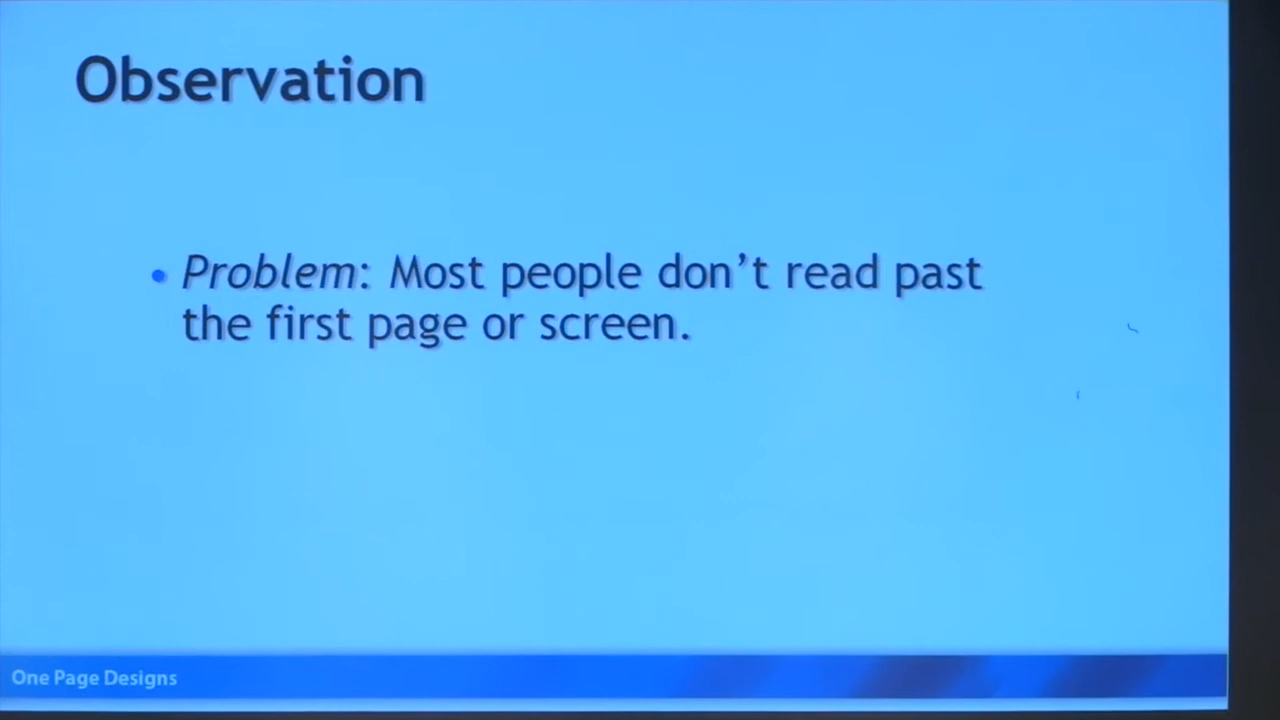 Observation
• Problem: Most people don’t read past
the first page or screen.
One Page Designs